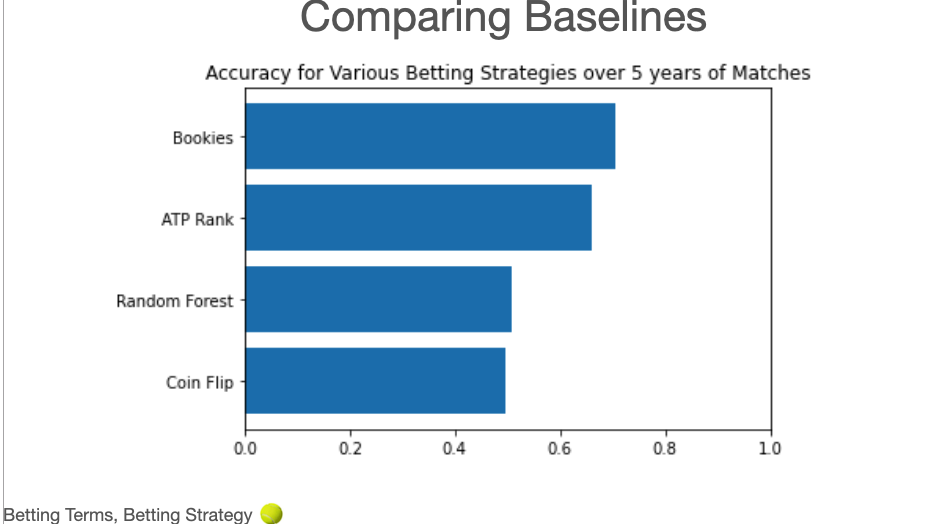 Comparing Baselines
Accuracy for Various Betting Strategies over 5 years of Matches
Bookies
ATP Rank
Random Forest
Coin Flip
0.0 0.2 0.4 0.6 0.8 1.0
Betting Terms, Betting Strategy